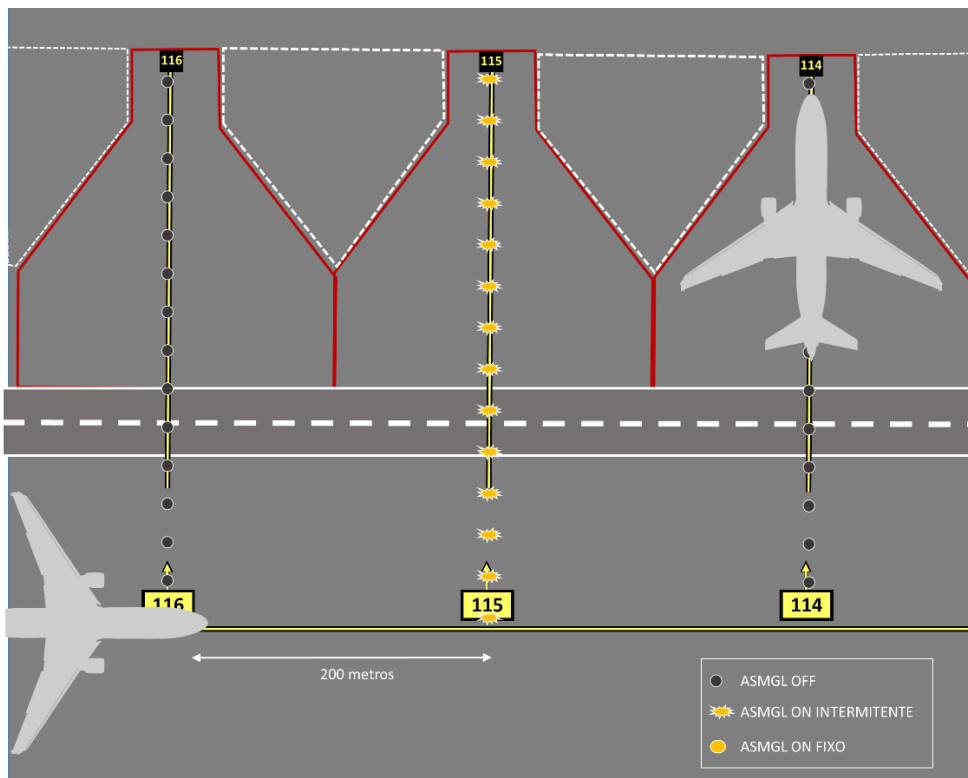 116
115
114
116
115
114
200 metros
ASMGL OFF
ASMGL ON INTERMITENTE
ASMGL ON FIXO